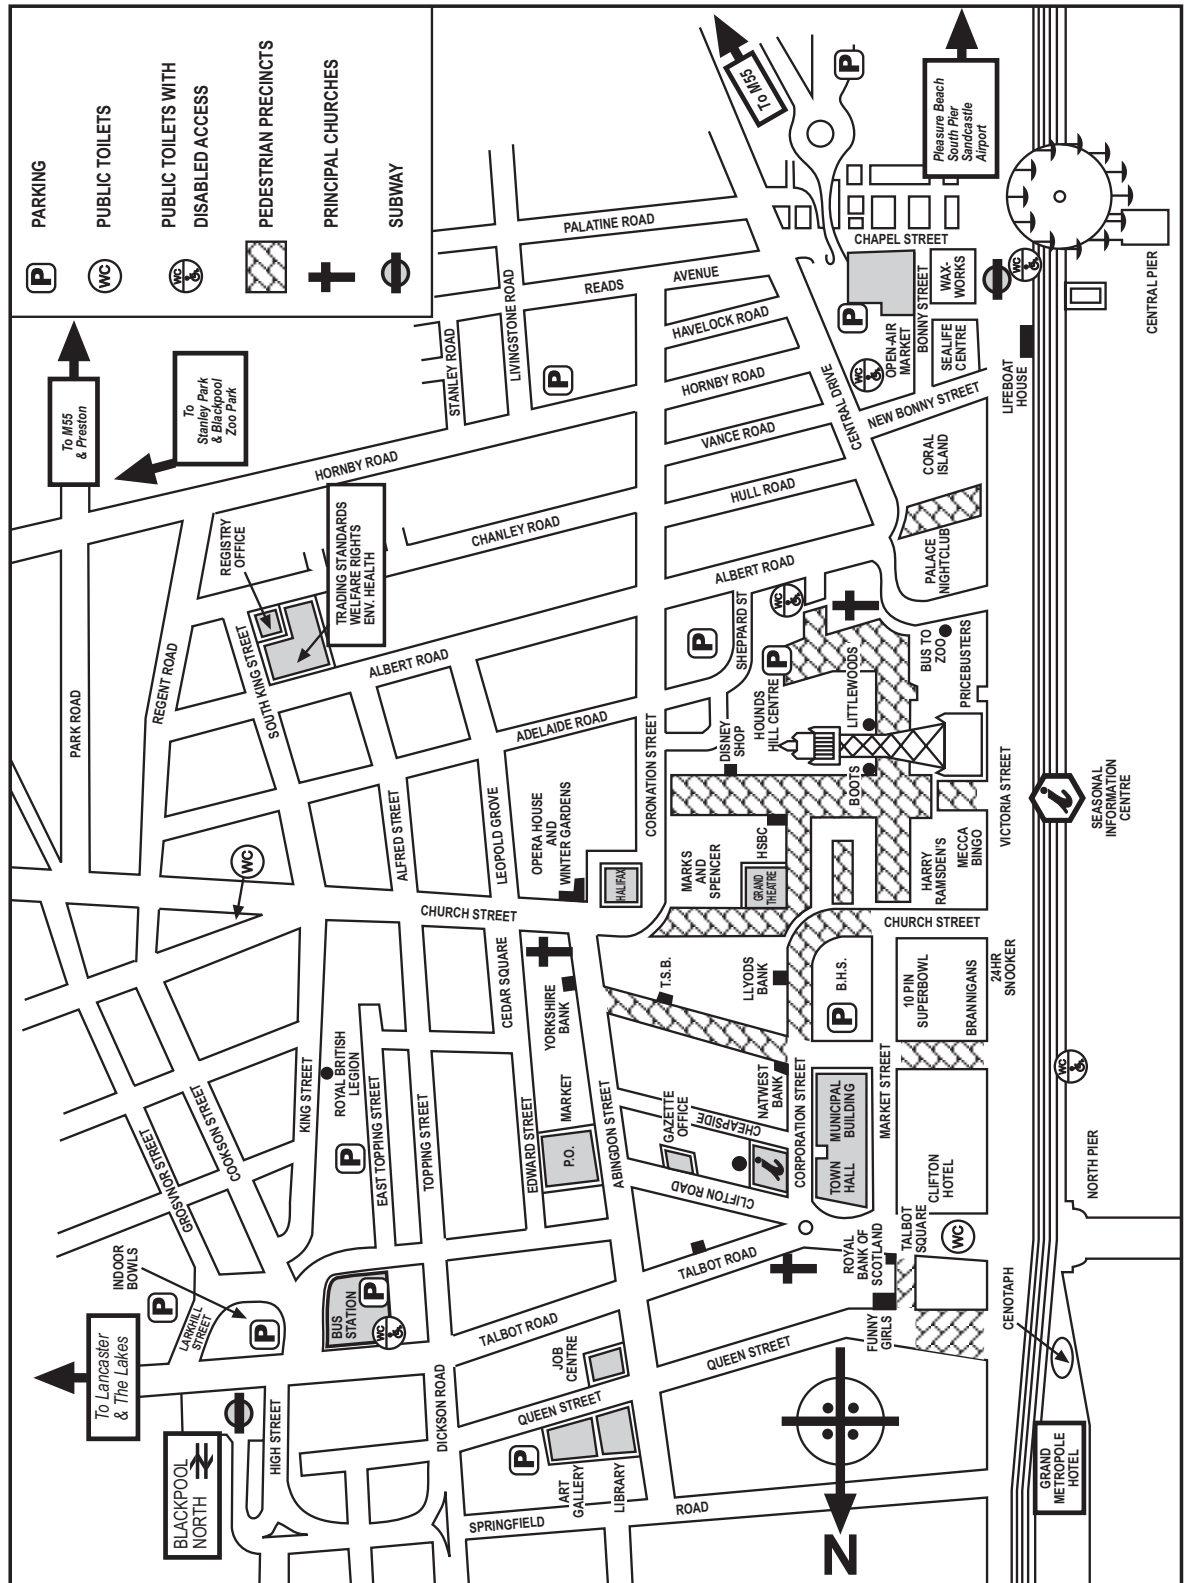 P
PARKING
WC
PUBLIC TOILETS
WC
PUBLIC TOILETS WITH
DISABLED ACCESS
PEDESTRIAN PRECINCTS
PRINCIPAL CHURCHES
SUBWAY
To M55
& Preston
To
Stanley Park
& Blackpool
Zoo Park
To M55
Pleasure Beach
South Pier
Sandcastle
Airport
P
PALATINE ROAD
READS
AVENUE
CHAPEL STREET
CENTRAL PIER
WAX-
WORKS
WC
BONNY STREET
OPEN-AIR
MARKET
SEALIFE
CENTRE
P
WC
NEW BONNY STREET
LIFEBOAT
HOUSE
LIVINGSTONE ROAD
STANLEY ROAD
P
HAVELOCK ROAD
HORNBY ROAD
VANCE ROAD
CENTRAL DRIVE
HULL ROAD
CORAL
ISLAND
PALACE
NIGHTCLUB
HORNBY ROAD
CHANLEY ROAD
ALBERT ROAD
REGISTRY
OFFICE
TRADING STANDARDS
WELFARE RIGHTS
ENV. HEALTH
PARK ROAD
REGENT ROAD
SOUTH KING STREET
ALBERT ROAD
ADELAIDE ROAD
ALFRED STREET
LEOPOLD GROVE
OPERA HOUSE
AND
WINTER GARDENS
CORONATION STREET
HALIFAX
P
SHEPPARD ST
WC
P
HOUNDS
HILL CENTRE
DISNEY
SHOP
LITTLEWOODS
BOOTS
BUS TO
ZOO
PRICEBUSTERS
VICTORIA STREET
i
SEASONAL
INFORMATION
CENTRE
MARKS
AND
SPENCER
HSBC
GRAND
THEATRE
HARRY
RAMSDEN'S
MECCA
BINGO
WC
CHURCH STREET
CHURCH STREET
CEDAR SQUARE
YORKSHIRE
BANK
T.S.B.
LLYODS
BANK
P
B.H.S.
10 PIN
SUPERBOWL
BRANNIGANS
24HR
SNOOKER
WC
KING STREET
ROYAL BRITISH
LEGION
P
EAST TOPPING STREET
TOPPING STREET
EDWARD STREET
MARKET
P.O.
ABINGDON STREET
GAZETTE
OFFICE
CHEAPSIDE
NATWEST
BANK
i
CORPORATION STREET
MUNICIPAL
BUILDING
TOWN
HALL
MARKET STREET
CLIFTON
HOTEL
NORTH PIER
GROSVNOR STREET
COOKSON STREET
CLIFTON ROAD
TALBOT ROAD
ROYAL
BANK OF
SCOTLAND
TALBOT
SQUARE
WC
FUNNY
GIRLS
CENOTAPH
INDOOR
BOWLS
P
LARKHILL
STREET
P
BUS
STATION
P
WC
TALBOT ROAD
JOB
CENTRE
QUEEN STREET
QUEEN STREET
To Lancaster
& The Lakes
BLACKPOOL
NORTH
HIGH STREET
DICKSON ROAD
P
ART
GALLERY
LIBRARY
SPRINGFIELD
ROAD
N
GRAND
METROPOLE
HOTEL